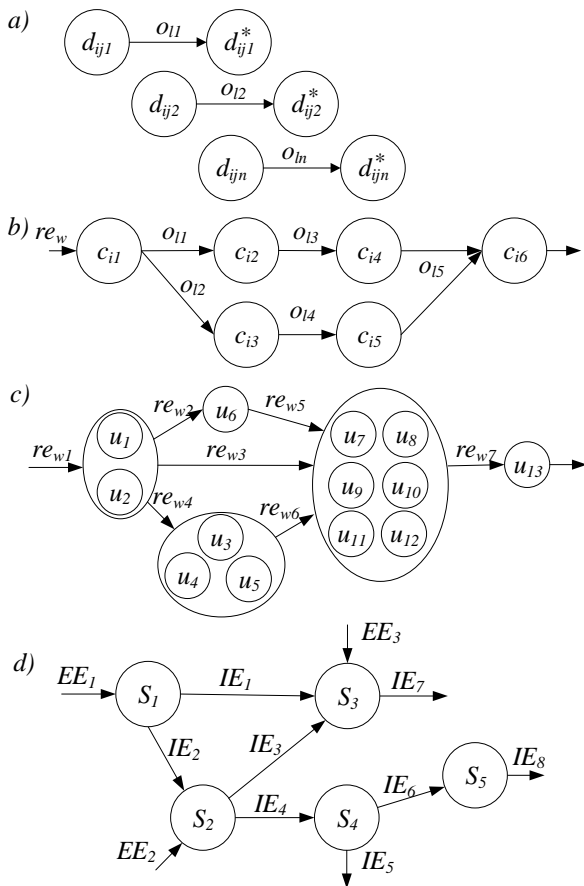 a)
d_ij1 o_l1 d*_ij1
d_ij2 o_l2 d*_ij2
d_ijn o_ln d*_ijn
b)
re_w c_i1 o_l1 c_i2 o_l3 c_i4 c_i6
o_l2 o_l5
c_i3 o_l4 c_i5
c)
re_w2 u_6 re_w5
re_w1 u_1 re_w3 u_7 u_8 re_w7 u_13
u_2 re_w4 u_9 u_10
u_3 re_w6 u_11 u_12
u_4 u_5
d)
EE_3
EE_1 S_1 IE_1 S_3 IE_7
IE_2 IE_3
IE_6 S_5 IE_8
S_2 IE_4 S_4
EE_2 IE_5